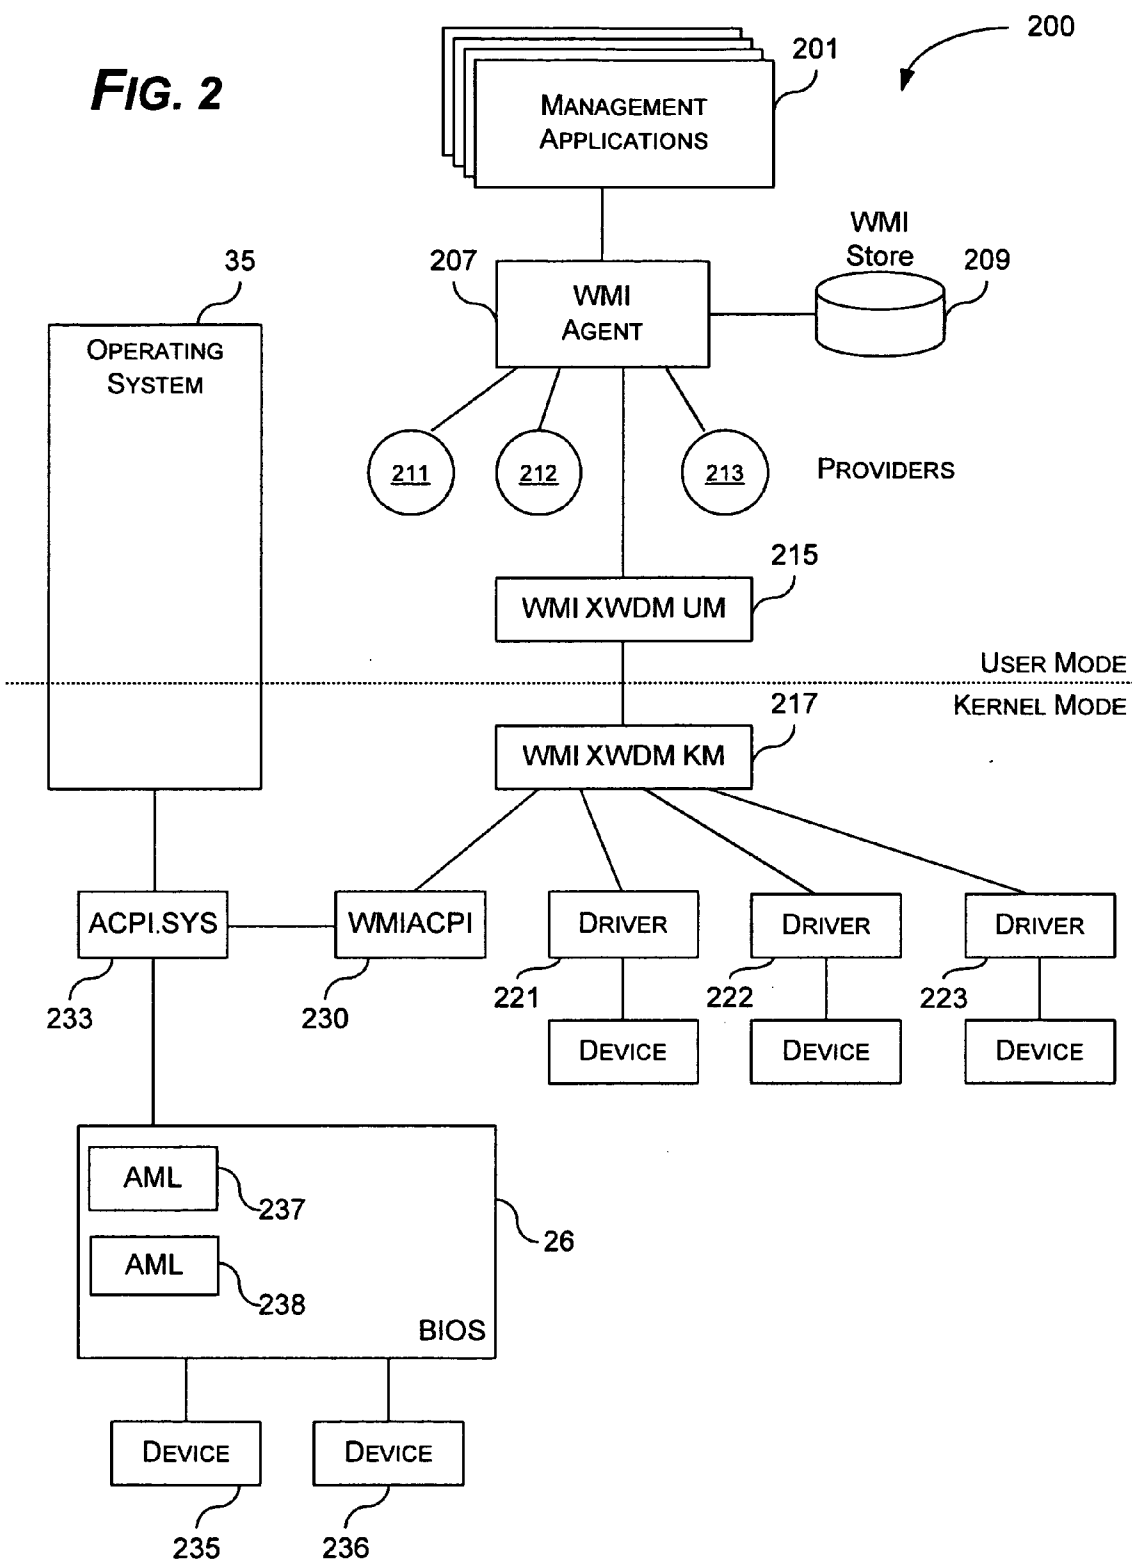 FIG. 2
200
201
MANAGEMENT
APPLICATIONS
WMI
Store
35
207
209
WMI
AGENT
OPERATING
SYSTEM
211
212
213
PROVIDERS
215
WMI XWDM UM
USER MODE
KERNEL MODE
217
WMI XWDM KM
ACPI.SYS
WMIACPI
DRIVER
DRIVER
DRIVER
233
230
221
222
223
DEVICE
DEVICE
DEVICE
AML
237
26
AML
238
BIOS
DEVICE
DEVICE
235
236